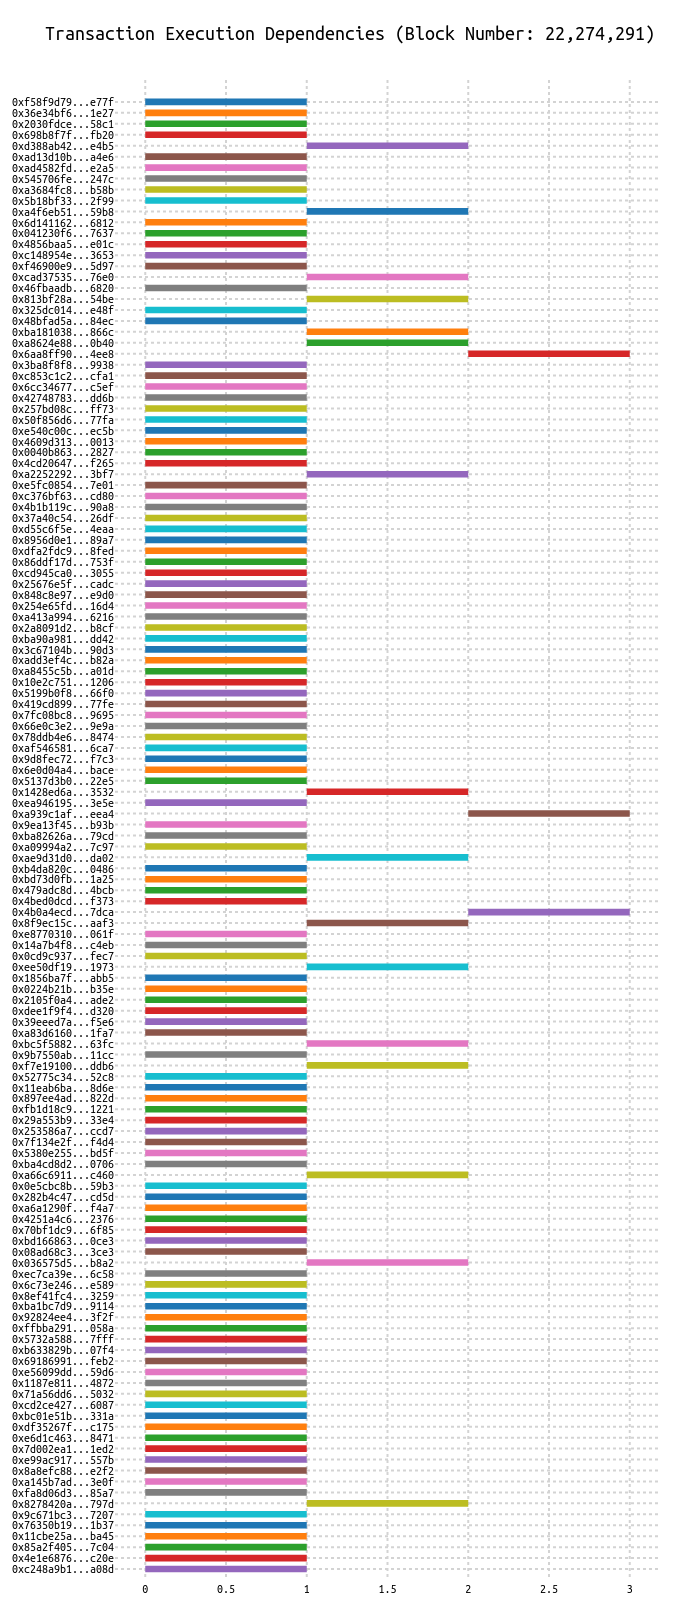 Transaction Execution Dependencies (Block Number: 22,274,291)
0xf58f9d79...e77f
0x36e34bf6...1e27
0x2030fdce...58c1
0x698b8f7f...fb20
0xd388ab42...e4b5
0xad13d10b...a4e6
0xad4582fd...e2a5
0x545706fe...247c
0xa3684fc8...b58b
0x5b18bf33...2f99
0xa4f6eb51...59b8
0x6d141162...6812
0x041230f6...7637
0x4856baa5...e01c
0xc148954e...3653
0xf46900e9...5d97
0xcad37535...76e0
0x46fbaadb...6820
0x813bf28a...54be
0x325dc014...e48f
0x48bfad5a...84ec
0xba181038...866c
0xa8624e88...0b40
0x6aa8ff90...4ee8
0x3ba8f8f8...9938
0xc853c1c2...cfa1
0x6cc34677...c5ef
0x42748783...dd6b
0x257bd08c...ff73
0x50f856d6...77fa
0xe540c00c...ec5b
0x4609d313...0013
0x0040b863...2827
0x4cd20647...f265
0xa2252292...3bf7
0xe5fc0854...7e01
0xc376bf63...cd80
0x4b1b119c...90a8
0x37a40c54...26df
0xd55c6f5e...4eaa
0x8956d0e1...89a7
0xdfa2fdc9...8fed
0x86ddf17d...753f
0xcd945ca0...3055
0x25676e5f...cadc
0x848c8e97...e9d0
0x254e65fd...16d4
0xa413a994...6216
0x2a8091d2...b8cf
0xba90a981...dd42
0x3c67104b...90d3
0xadd3ef4c...b82a
0xa8455c5b...a01d
0x10e2c751...1206
0x5199b0f8...66f0
0x419cd899...77fe
0x7fc08bc8...9695
0x66e0c3e2...9e9a
0x78ddb4e6...8474
0xaf546581...6ca7
0x9d8fec72...f7c3
0x6e0d04a4...bace
0x5137d3b0...22e5
0x1428ed6a...3532
0xea946195...3e5e
0xa939c1af...eea4
0x9ea13f45...b93b
0xba82626a...79cd
0xa09994a2...7c97
0xae9d31d0...da02
0xb4da820c...0486
0xbd73d0fb...1a25
0x479adc8d...4bcb
0x4bed0dcd...f373
0x4b0a4ecd...7dca
0x8f9ec15c...aaf3
0xe8770310...061f
0x14a7b4f8...c4eb
0x0cd9c937...fec7
0xee50df19...1973
0x1856ba7f...abb5
0x0224b21b...b35e
0x2105f0a4...ade2
0xdee1f9f4...d320
0x39eeed7a...f5e6
0xa83d6160...1fa7
0xbc5f5882...63fc
0x9b7550ab...11cc
0xf7e19100...ddb6
0x52775c34...52c8
0x11eab6ba...8d6e
0x897ee4ad...822d
0xfb1d18c9...1221
0x29a553b9...33e4
0x253586a7...ccd7
0x7f134e2f...f4d4
0x5380e255...bd5f
0xba4cd8d2...0706
0xa66c6911...c460
0x0e5cbc8b...59b3
0x282b4c47...cd5d
0xa6a1290f...f4a7
0x4251a4c6...2376
0x70bf1dc9...6f85
0xbd166863...0ce3
0x08ad68c3...3ce3
0x036575d5...b8a2
0xec7ca39e...6c58
0x6c73e246...e589
0x8ef41fc4...3259
0xba1bc7d9...9114
0x92824ee4...3f2f
0xffbba291...058a
0x5732a588...7fff
0xb633829b...07f4
0x69186991...feb2
0xe56099dd...59d6
0x1187e811...4872
0x71a56dd6...5032
0xcd2ce427...6087
0xbc01e51b...331a
0xdf35267f...c175
0xe6d1c463...8471
0x7d002ea1...1ed2
0xe99ac917...557b
0x8a8efc88...e2f2
0xa145b7ad...3e0f
0xfa8d06d3...85a7
0x8278420a...797d
0x9c671bc3...7207
0x76350b19...1b37
0x11cbe25a...ba45
0x85a2f405...7c04
0x4e1e6876...c20e
0xc248a9b1...a08d
0 0.5 1 1.5 2 2.5 3